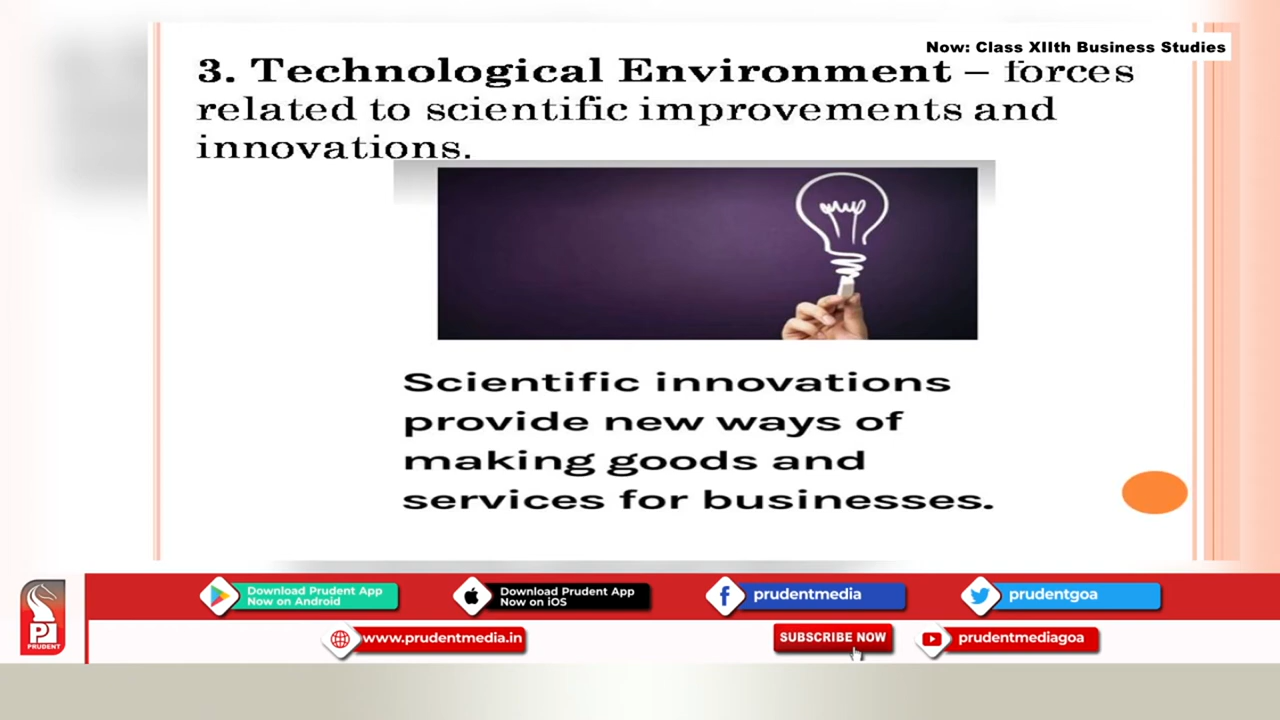 Now: Class XIIth Business Studies
3. Technological Environment – forces
related to scientific improvements and
innovations.
Scientific innovations
provide new ways of
making goods and
services for businesses.
Download Prudent App
Now on Android
Download Prudent App
Now on iOS
prudentmedia
prudentgoa
PRUDENT
www.prudentmedia.in
SUBSCRIBE NOW
prudentmediagoa